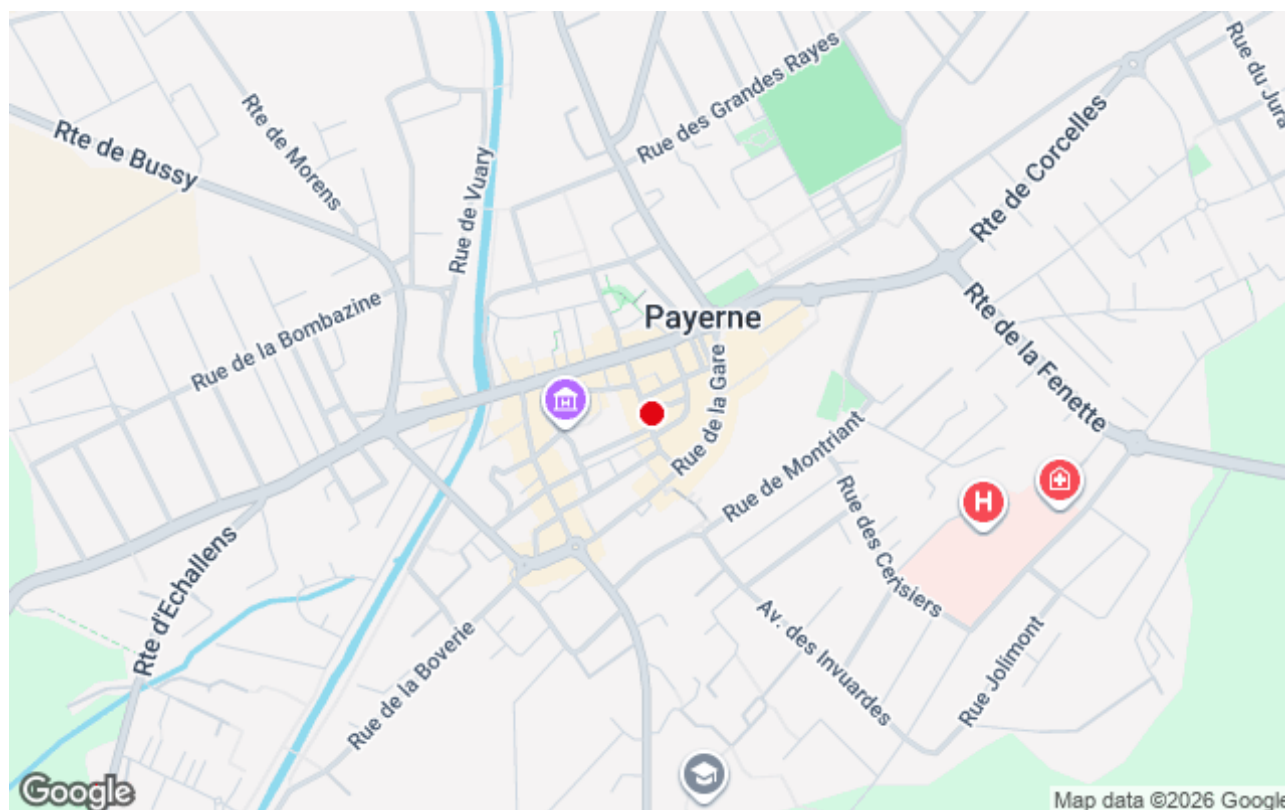 Rue des Grandes Rayes
Rue du Jura
Rte de Morens
Rte de Bussy
Rue de Vuary
Rte de Corcelles
Rue de la Bombazine
Payerne
Rte de la Fenette
H
Rue de la Gare
Rue de Montriant
H
Rue des Cerisiers
Rte d'Echallens
Rue de la Boverie
Av. des Invuardes
Rue Jolimont
Google
Map data ©2026 Google